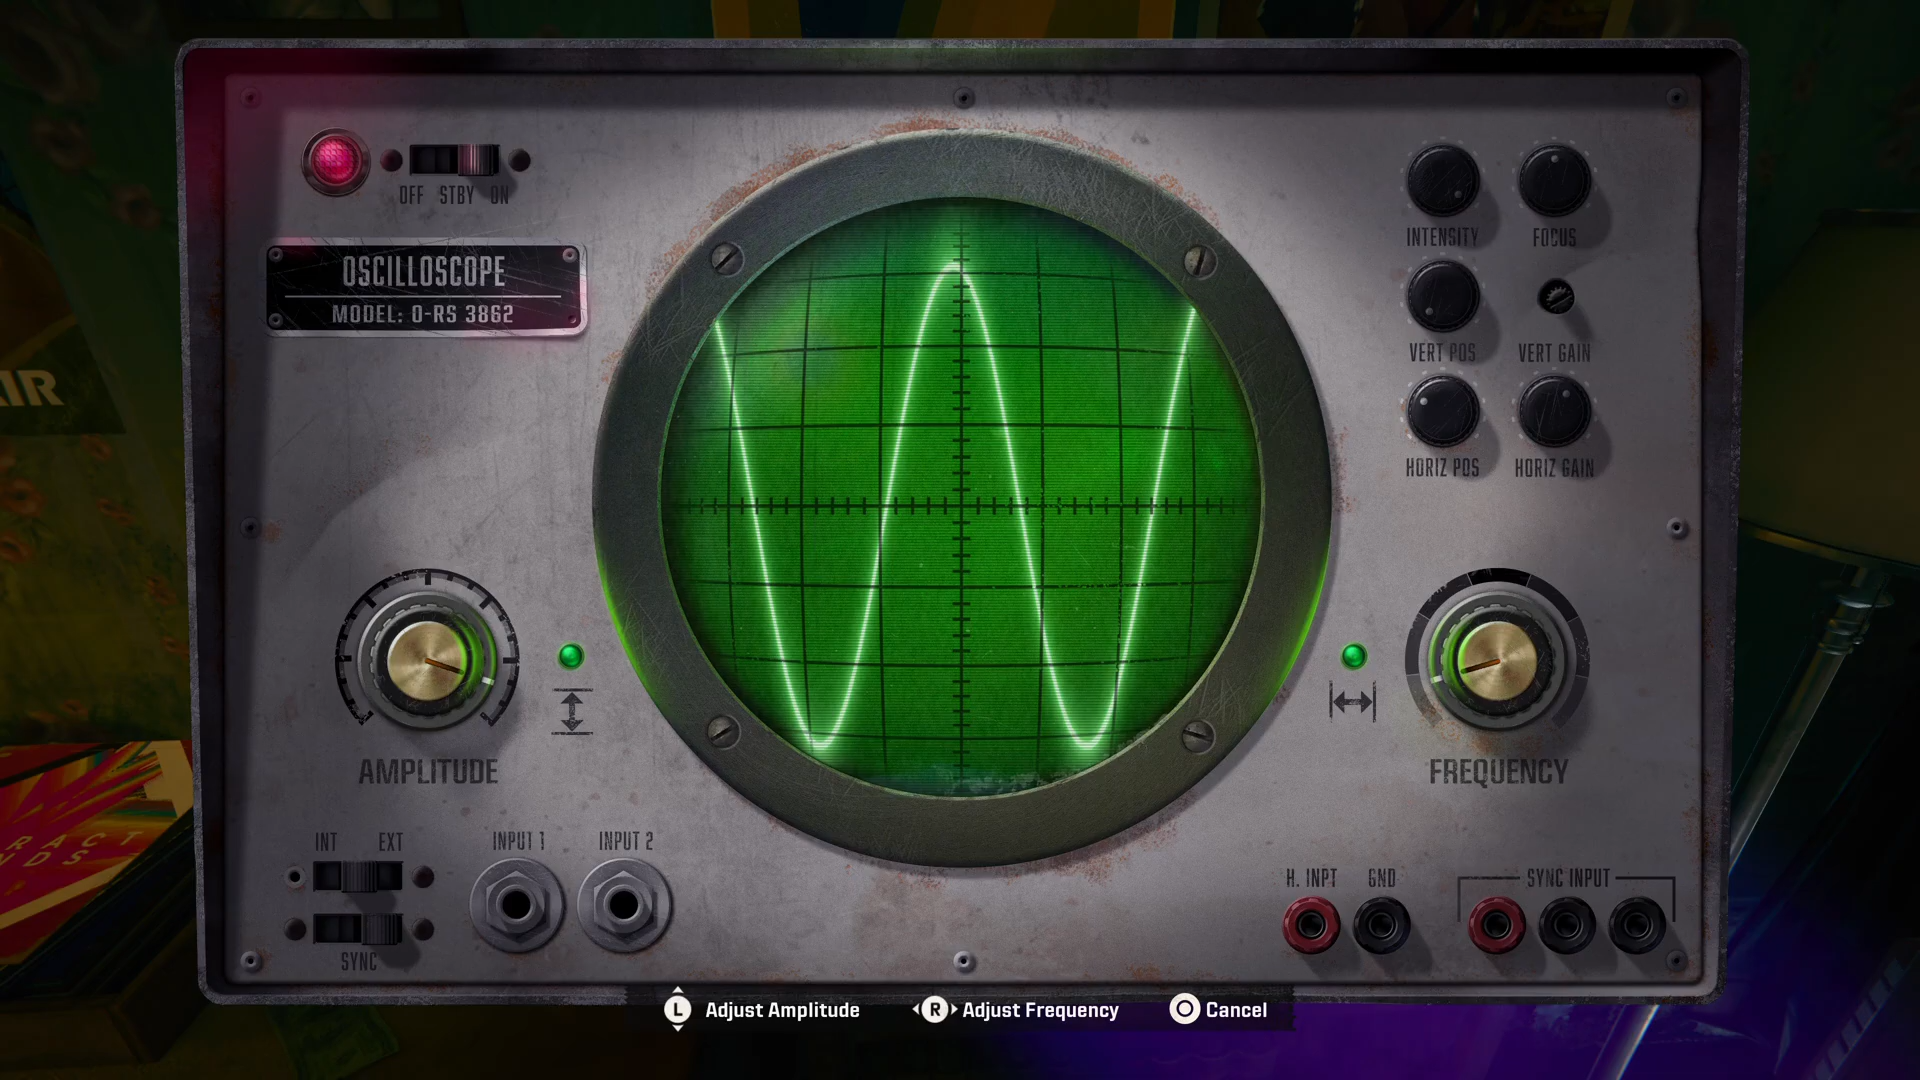 OFF STBY ON
OSCILLOSCOPE
MODEL: O-RS 3862
INTENSITY
FOCUS
VERT POS
VERT GAIN
HORIZ POS
HORIZ GAIN
AMPLITUDE
FREQUENCY
INT EXT
SYNC
INPUT 1
INPUT 2
H. INPT
GND
SYNC INPUT
L Adjust Amplitude
R Adjust Frequency
Cancel